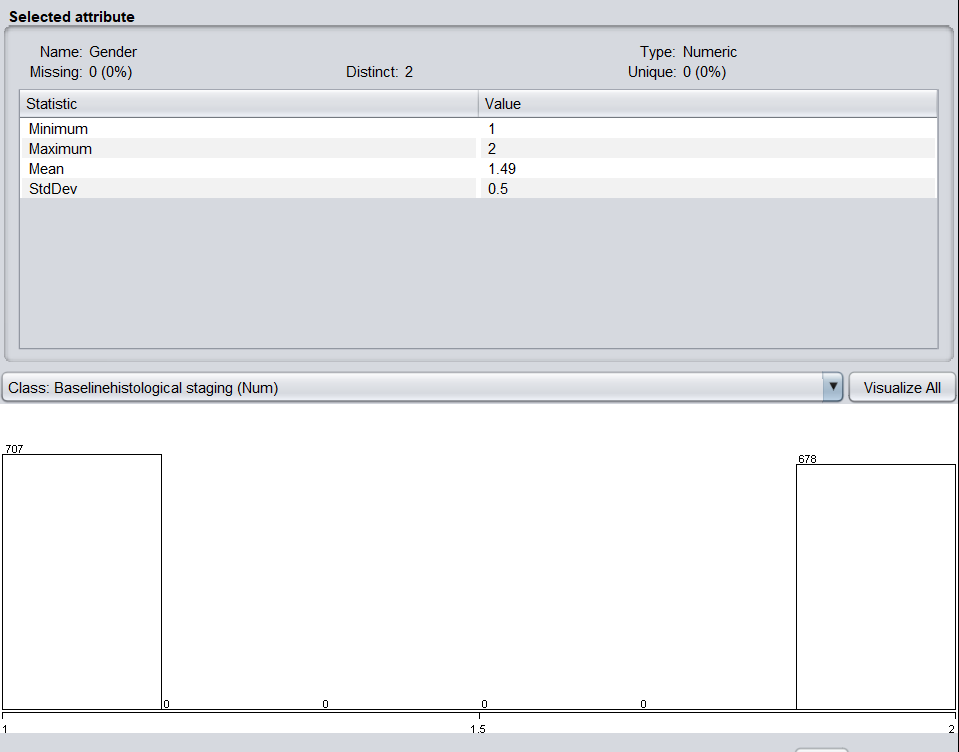 Selected attribute
Name: Gender Type: Numeric
Missing: 0 (0%) Distinct: 2 Unique: 0 (0%)
Statistic Value
Minimum 1
Maximum 2
Mean 1.49
StdDev 0.5
Class: Baselinehistological staging (Num) Visualize All
707
678
0 0 0 0
1 1.5 2